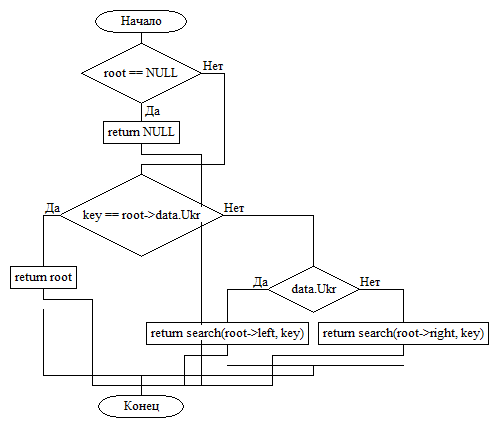 Начало
root == NULL
Нет
Да
return NULL
Да
key == root->data.Ukr
Нет
return root
Да
data.Ukr
Нет
return search(root->left, key)
return search(root->right, key)
Конец